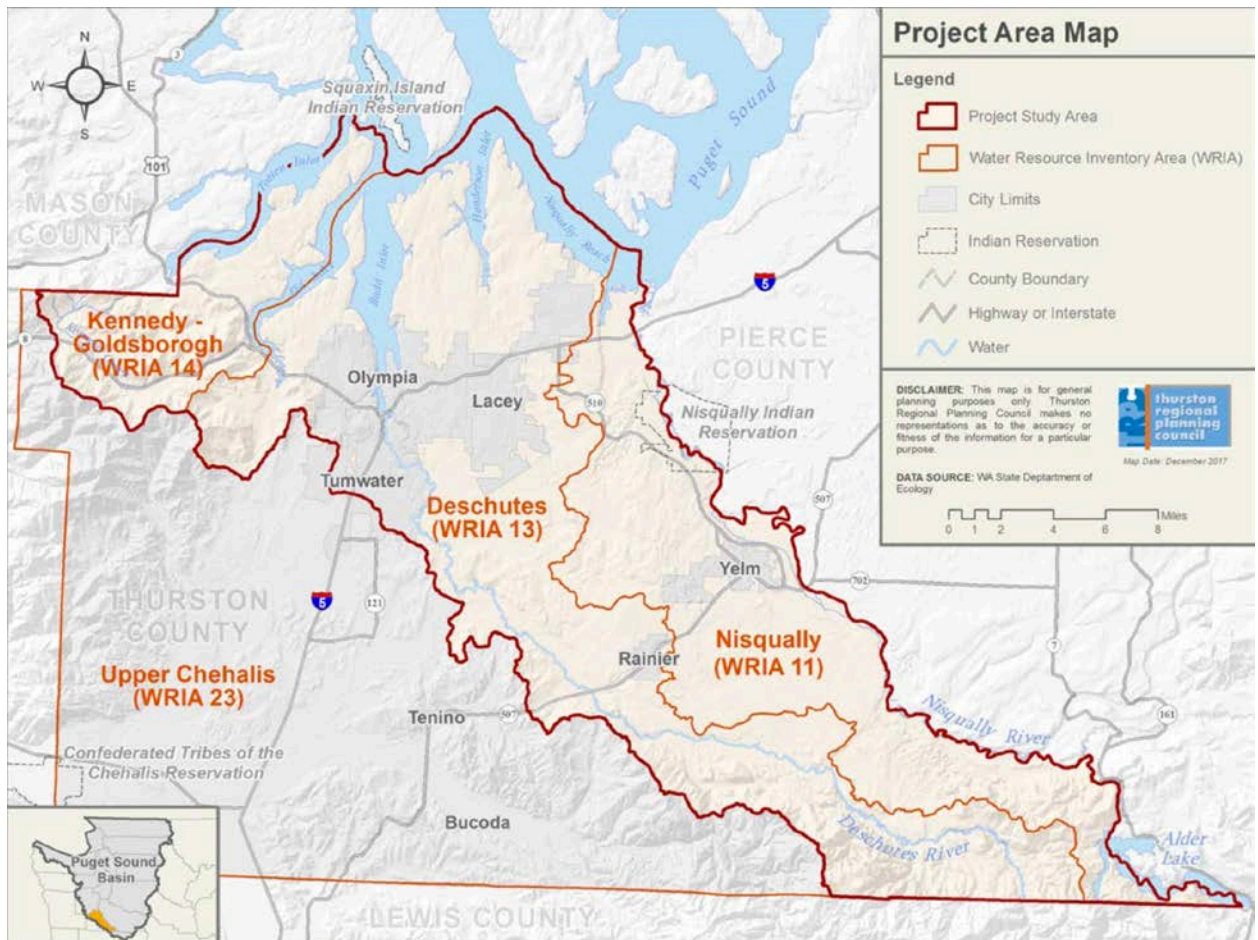 Project Area Map
Legend
Project Study Area
Water Resource Inventory Area (WRIA)
City Limits
Indian Reservation
County Boundary
Highway or Interstate
Water
DISCLAIMER: This map is for general
planning purposes only. Thurston
Regional Planning Council makes no
representations as to the accuracy or
fitness of the information for a particular
purpose.
TRPC
thurston
regional
planning
council
Map Date: December 2017
DATA SOURCE: WA State Deptartment of
Ecology
Miles
0 1 2 4 6 8
N
W E
S
3
Squaxin Island
Indian Reservation
101
MASON
COUNTY
Totten Inlet
Henderson Inlet
Budd Inlet
Nisqually Reach
Puget Sound
5
PIERCE
COUNTY
8
Kennedy -
Goldsborogh
(WRIA 14)
Olympia
Lacey
510
Nisqually Indian
Reservation
Tumwater
Deschutes
(WRIA 13)
507
Yelm
702
THURSTON
COUNTY
5
121
Upper Chehalis
(WRIA 23)
Rainier
Nisqually
(WRIA 11)
7
Tenino
507
Nisqually River
161
Confederated Tribes of the
Chehalis Reservation
Bucoda
Deschutes River
Alder
Lake
Puget Sound
Basin
LEWIS COUNTY